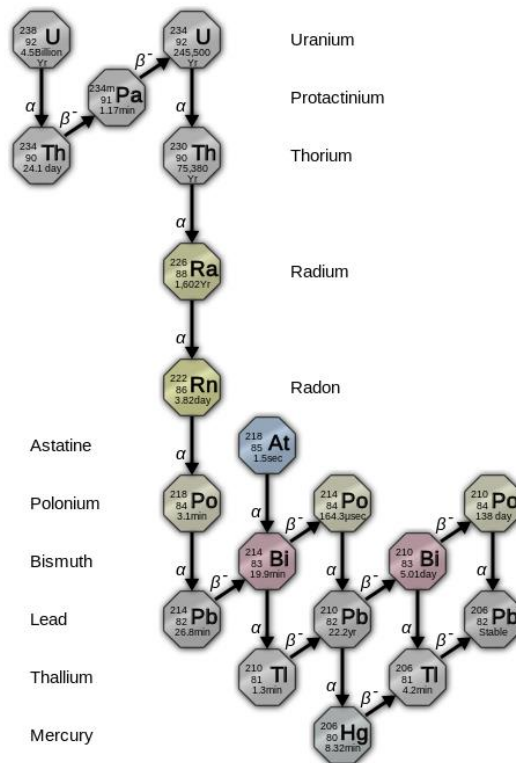 238
92 U
4.5Billion
Yr
β⁻
234
92 U
245,500
Yr
Uranium
α
234m
91 Pa
1.17min
β⁻
α
Protactinium
234
90 Th
24.1 day
230
90 Th
75,380
Yr
Thorium
α
226
88 Ra
1,602Yr
Radium
α
222
86 Rn
3.82day
Radon
Astatine
α
218
85 At
1.5sec
Polonium
218
84 Po
3.1min
α
β⁻
214
84 Po
164.3μsec
β⁻
210
84 Po
138 day
Bismuth
α
β⁻
214
83 Bi
19.9min
α
β⁻
210
83 Bi
5.01day
α
Lead
214
82 Pb
26.8min
α
β⁻
210
82 Pb
22.2yr
α
β⁻
206
82 Pb
Stable
Thallium
210
81 Tl
1.3min
α
β⁻
206
81 Tl
4.2min
Mercury
206
80 Hg
8.32min